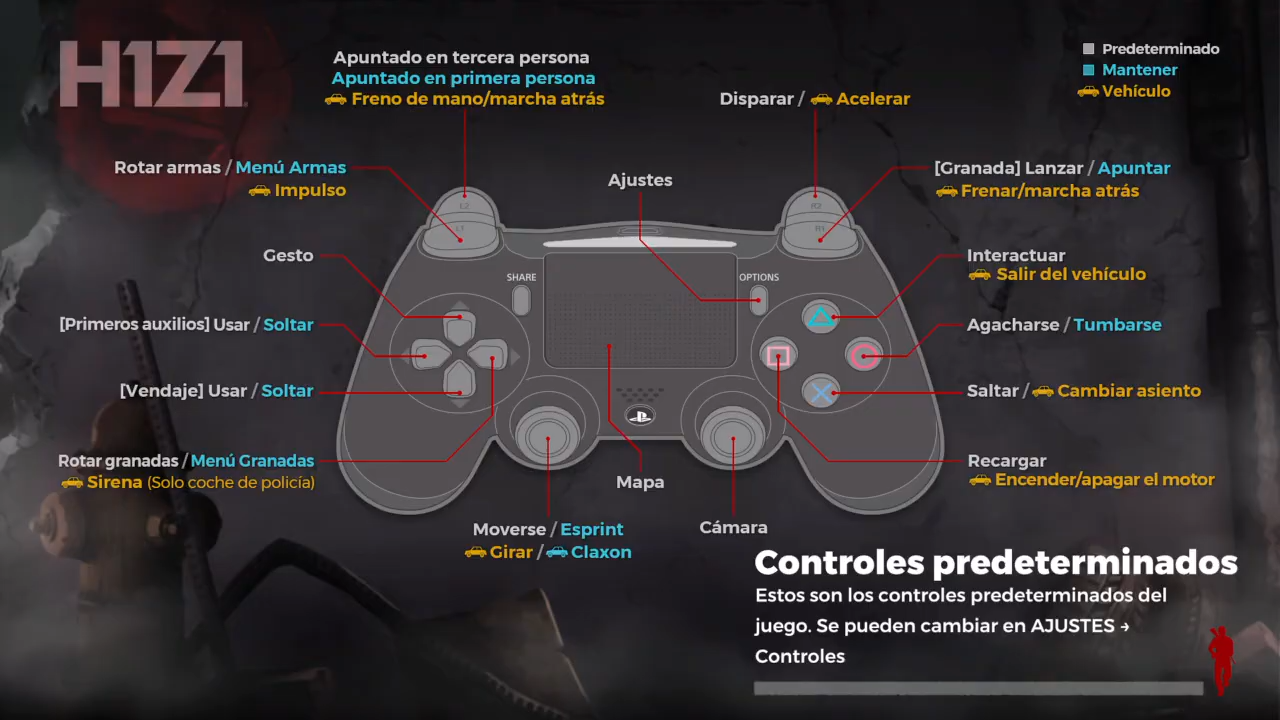 H1Z1
Apuntado en tercera persona
Apuntado en primera persona
Freno de mano/marcha atrás
Disparar / Acelerar
Predeterminado
Mantener
Vehículo
Rotar armas / Menú Armas
Impulso
Ajustes
[Granada] Lanzar / Apuntar
Frenar/marcha atrás
L2
R2
L1
R1
Gesto
SHARE
OPTIONS
Interactuar
Salir del vehículo
[Primeros auxilios] Usar / Soltar
Agacharse / Tumbarse
[Vendaje] Usar / Soltar
Saltar / Cambiar asiento
Rotar granadas / Menú Granadas
Sirena (Solo coche de policía)
Mapa
Recargar
Encender/apagar el motor
Moverse / Esprint
Girar / Claxon
Cámara
Controles predeterminados
Estos son los controles predeterminados del
juego. Se pueden cambiar en AJUSTES →
Controles